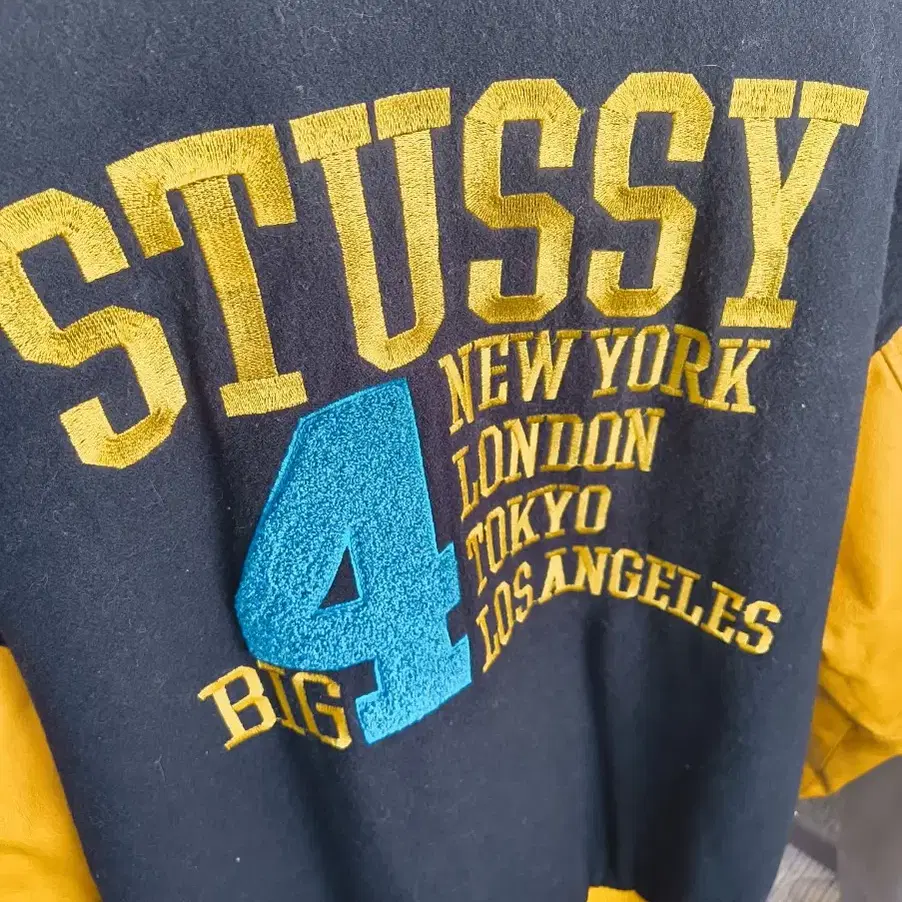 STUSSY
NEW YORK
LONDON
TOKYO
LOS ANGELES
BIG 4